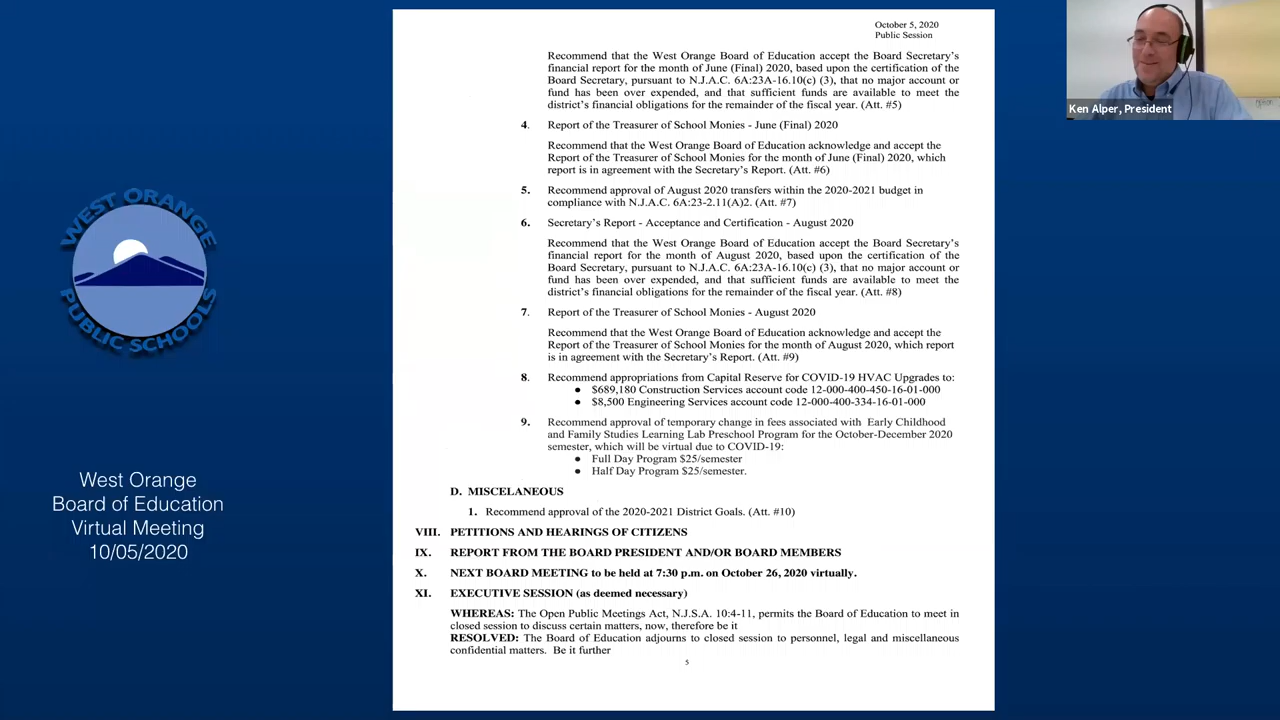 October 5, 2020
Public Session
Recommend that the West Orange Board of Education accept the Board Secretary's
financial report for the month of June (Final) 2020, based upon the certification of the
Board Secretary, pursuant to N.J.A.C. 6A:23A-16.10(c) (3), that no major account or
fund has been over expended, and that sufficient funds are available to meet the
district's financial obligations for the remainder of the fiscal year. (Att. #5)
4. Report of the Treasurer of School Monies - June (Final) 2020
Recommend that the West Orange Board of Education acknowledge and accept the
Report of the Treasurer of School Monies for the month of June (Final) 2020, which
report is in agreement with the Secretary's Report. (Att. #6)
5. Recommend approval of August 2020 transfers within the 2020-2021 budget in
compliance with N.J.A.C. 6A:23-2.11(A)2. (Att. #7)
6. Secretary's Report - Acceptance and Certification - August 2020
Recommend that the West Orange Board of Education accept the Board Secretary's
financial report for the month of August 2020, based upon the certification of the
Board Secretary, pursuant to N.J.A.C. 6A:23A-16.10(c) (3), that no major account or
fund has been over expended, and that sufficient funds are available to meet the
district's financial obligations for the remainder of the fiscal year. (Att. #8)
7. Report of the Treasurer of School Monies - August 2020
Recommend that the West Orange Board of Education acknowledge and accept the
Report of the Treasurer of School Monies for the month of August 2020, which report
is in agreement with the Secretary's Report. (Att. #9)
8. Recommend appropriations from Capital Reserve for COVID-19 HVAC Upgrades to:
● $689,180 Construction Services account code 12-000-400-450-16-01-000
● $8,500 Engineering Services account code 12-000-400-334-16-01-000
9. Recommend approval of temporary change in fees associated with Early Childhood
and Family Studies Learning Lab Preschool Program for the October-December 2020
semester, which will be virtual due to COVID-19:
● Full Day Program $25/semester
● Half Day Program $25/semester.
D. MISCELANEOUS
1. Recommend approval of the 2020-2021 District Goals. (Att. #10)
VIII. PETITIONS AND HEARINGS OF CITIZENS
IX. REPORT FROM THE BOARD PRESIDENT AND/OR BOARD MEMBERS
X. NEXT BOARD MEETING to be held at 7:30 p.m. on October 26, 2020 virtually.
XI. EXECUTIVE SESSION (as deemed necessary)
WHEREAS: The Open Public Meetings Act, N.J.S.A. 10:4-11, permits the Board of Education to meet in
closed session to discuss certain matters, now, therefore be it
RESOLVED: The Board of Education adjourns to closed session to personnel, legal and miscellaneous
confidential matters. Be it further
5
WEST ORANGE
PUBLIC SCHOOLS
West Orange
Board of Education
Virtual Meeting
10/05/2020
Ken Alper, President